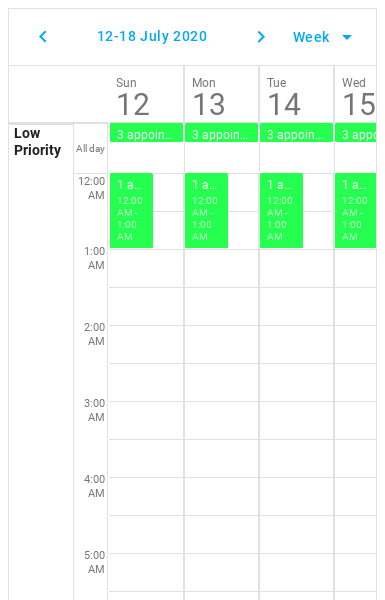 12-18 July 2020
Week
Sun
12
Mon
13
Tue
14
Wed
15
Low
Priority
All day
3 appoin...
3 appoin...
3 appoin...
3 appo
12:00
AM
1 a...
12:00
AM -
1:00
AM
1 a...
12:00
AM -
1:00
AM
1 a...
12:00
AM -
1:00
AM
1 a...
12:00
AM -
1:00
AM
1:00
AM
2:00
AM
3:00
AM
4:00
AM
5:00
AM